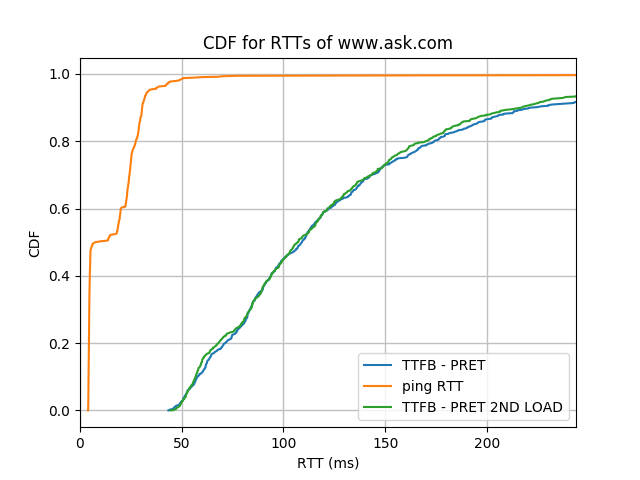 CDF for RTTs of www.ask.com
1.0
0.8
0.6
0.4
0.2
0.0
CDF
TTFB - PRET
ping RTT
TTFB - PRET 2ND LOAD
0 50 100 150 200
RTT (ms)